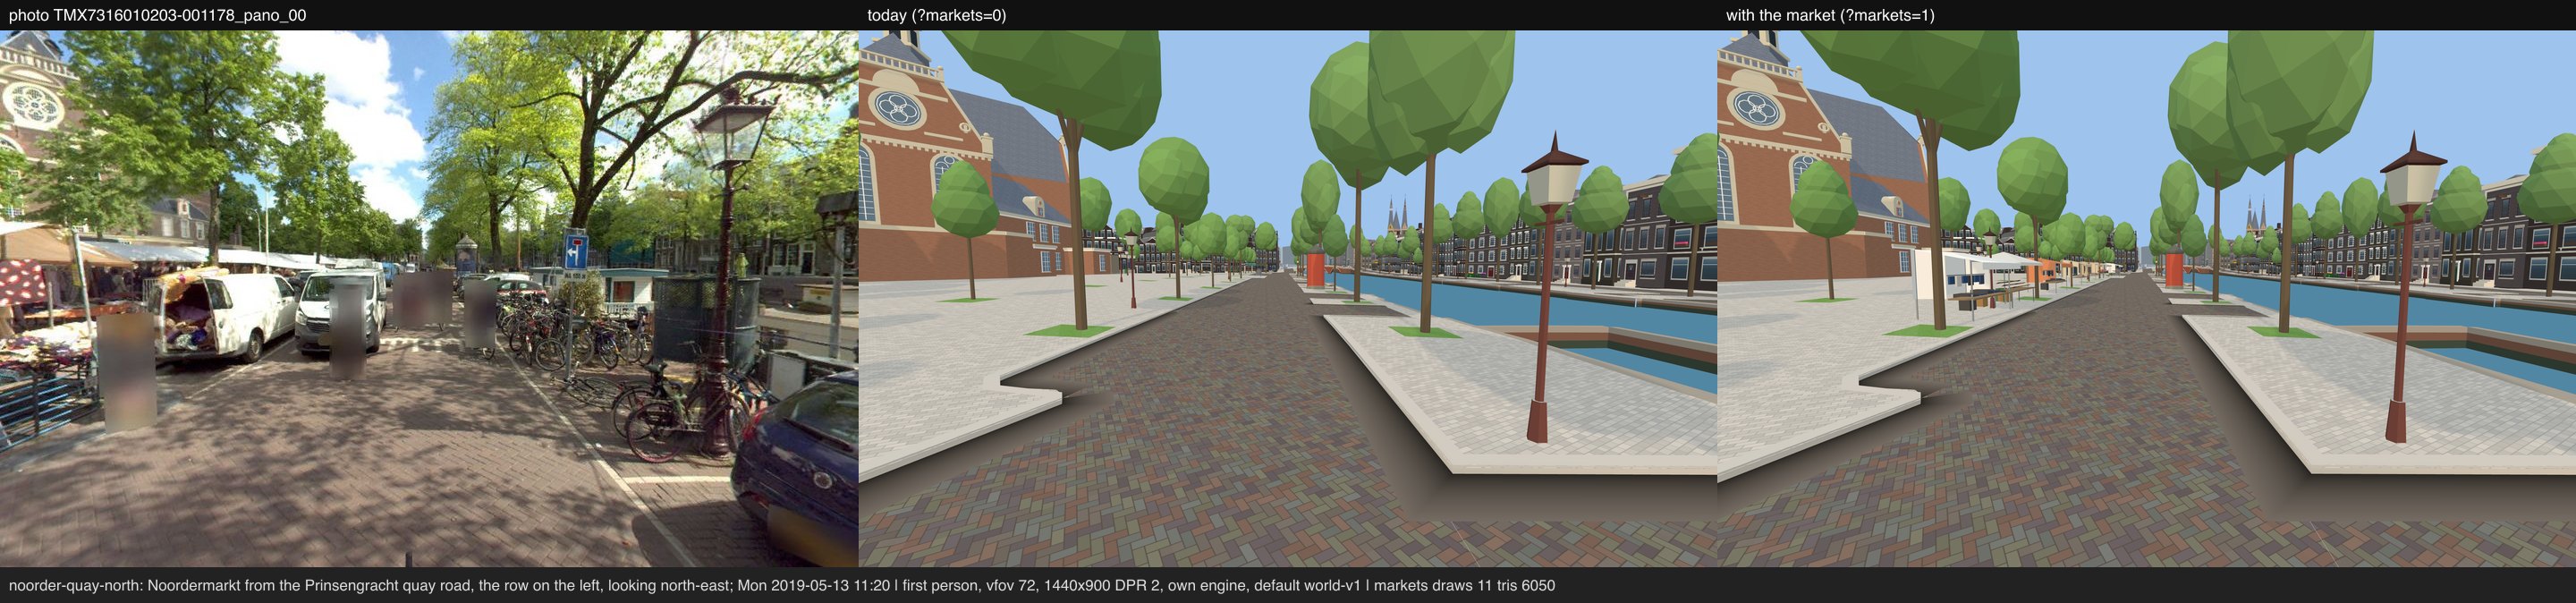 photo TMX7316010203-001178_pano_00
today (?markets=0)
with the market (?markets=1)
noorder-quay-north: Noordermarkt from the Prinsengracht quay road, the row on the left, looking north-east; Mon 2019-05-13 11:20 | first person, vfov 72, 1440x900 DPR 2, own engine, default world-v1 | markets draws 11 tris 6050